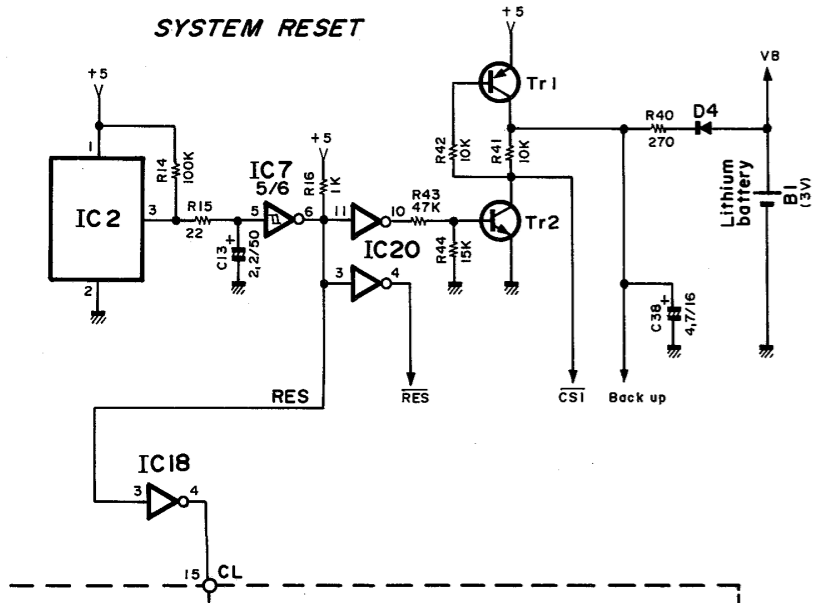 SYSTEM RESET
+5
VB
+5
Tr1
D4
R40
270
1
R14
100K
+5
R42
10K
R41
10K
IC7
5/6
R16
1K
Lithium
battery
B1
(3V)
IC2
3
R15
22
5
6
11
10
R43
47K
Tr2
C13
+
2,2/50
IC20
R44
15K
2
3
4
C38
+
4,7/16
RES
RES
CS1
Back up
IC18
3
4
15
CL